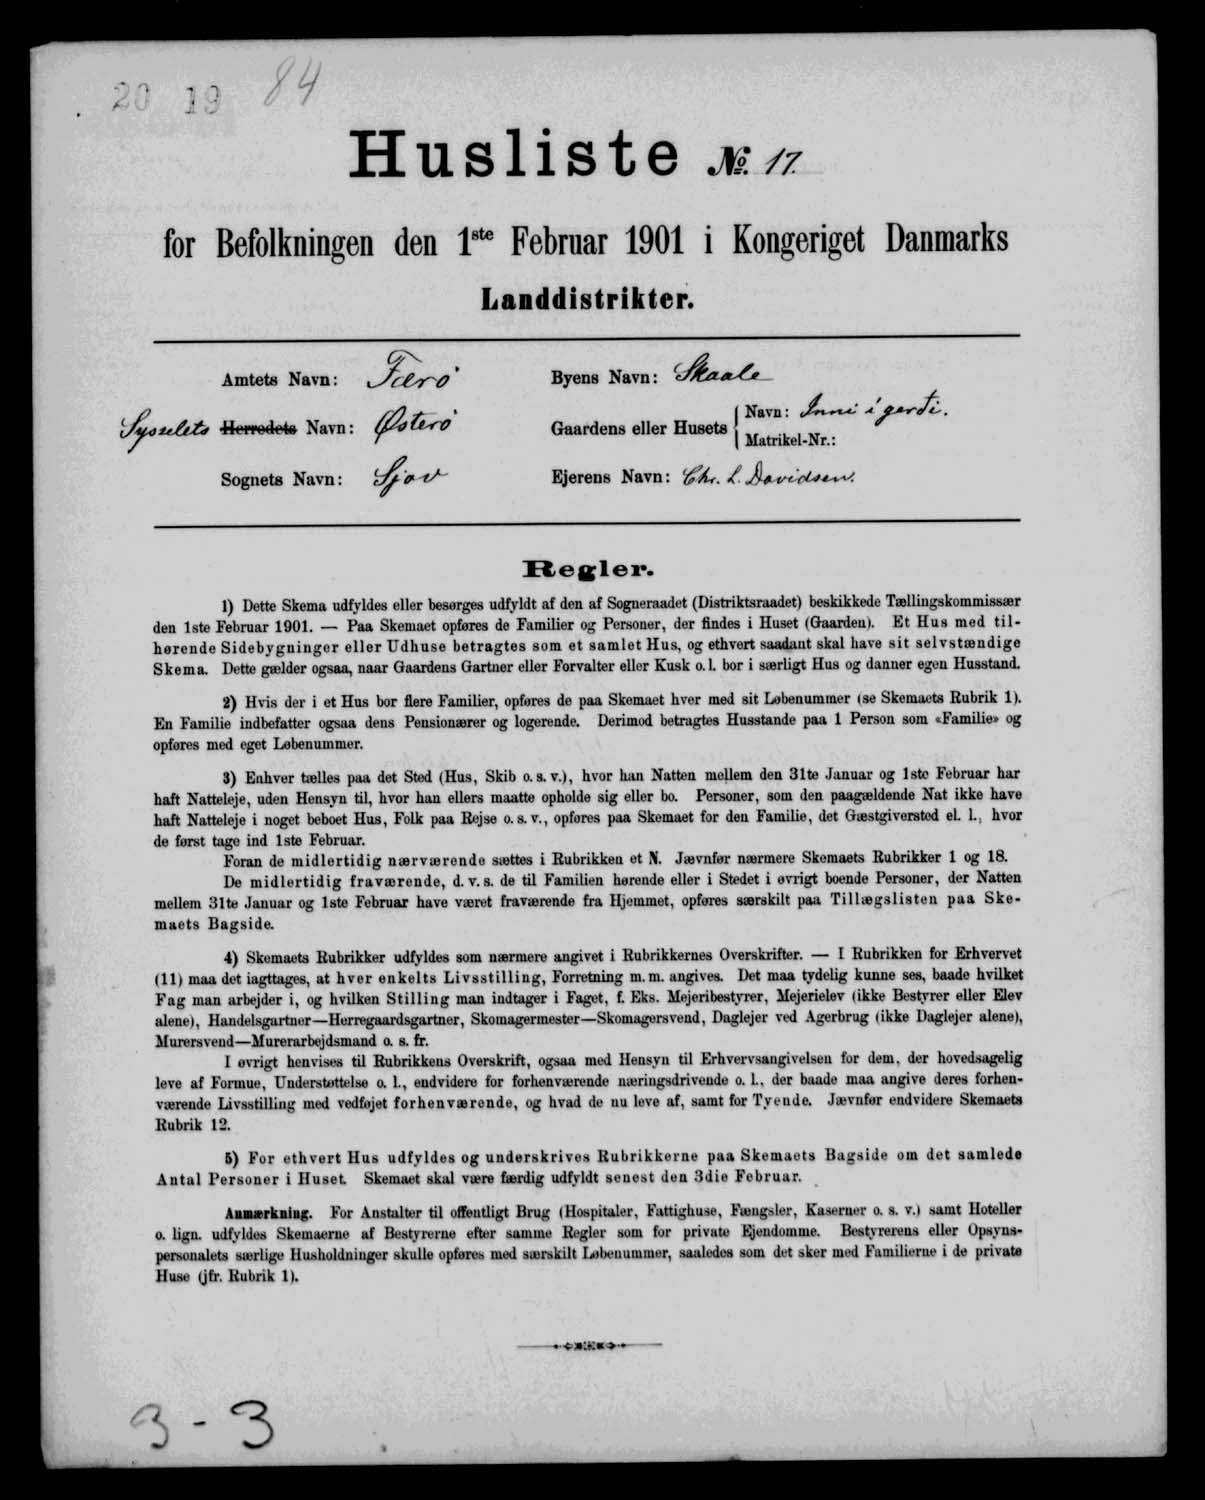 20 19 84
Husliste №. 17.
for Befolkningen den 1ste Februar 1901 i Kongeriget Danmarks
Landdistrikter.
Amtets Navn: Færø
Byens Navn: Skaale
Sysselets Herredets Navn: Østerø
Gaardens eller Husets { Navn: Inni i gerdi.
Matrikel-Nr.:
Sognets Navn: Sjov
Ejerens Navn: Chr. L. Davidsen.
Regler.
1) Dette Skema udfyldes eller besørges udfyldt af den af Sogneraadet (Distriktsraadet) beskikkede Tællingskommissær
den 1ste Februar 1901. — Paa Skemaet opføres de Familier og Personer, der findes i Huset (Gaarden). Et Hus med til-
hørende Sidebygninger eller Udhuse betragtes som et samlet Hus, og ethvert saadant skal have sit selvstændige
Skema. Dette gælder ogsaa, naar Gaardens Gartner eller Forvalter eller Kusk o. l. bor i særligt Hus og danner egen Husstand.
2) Hvis der i et Hus bor flere Familier, opføres de paa Skemaet hver med sit Løbenummer (se Skemaets Rubrik 1).
En Familie indbefatter ogsaa dens Pensionærer og logerende. Derimod betragtes Husstande paa 1 Person som «Familie» og
opføres med eget Løbenummer.
3) Enhver tælles paa det Sted (Hus, Skib o. s. v.), hvor han Natten mellem den 31te Januar og 1ste Februar har
haft Natteleje, uden Hensyn til, hvor han ellers maatte opholde sig eller bo. Personer, som den paagældende Nat ikke have
haft Natteleje i noget beboet Hus, Folk paa Rejse o. s. v., opføres paa Skemaet for den Familie, det Gæstgiversted el. l., hvor
de først tage ind 1ste Februar.
Foran de midlertidig nærværende sættes i Rubrikken et N. Jævnfør nærmere Skemaets Rubrikker 1 og 18.
De midlertidig fraværende, d. v. s. de til Familien hørende eller i Stedet i øvrigt boende Personer, der Natten
mellem 31te Januar og 1ste Februar have været fraværende fra Hjemmet, opføres særskilt paa Tillægslisten paa Ske-
maets Bagside.
4) Skemaets Rubrikker udfyldes som nærmere angivet i Rubrikkernes Overskrifter. — I Rubrikken for Erhvervet
(11) maa det iagttages, at hver enkelts Livsstilling, Forretning m. m. angives. Det maa tydelig kunne ses, baade hvilket
Fag man arbejder i, og hvilken Stilling man indtager i Faget, f. Eks. Mejeribestyrer, Mejerielev (ikke Bestyrer eller Elev
alene), Handelsgartner—Herregaardsgartner, Skomagermester—Skomagersvend, Daglejer ved Agerbrug (ikke Daglejer alene),
Murersvend—Murerarbejdsmand o. s. fr.
I øvrigt henvises til Rubrikkens Overskrift, ogsaa med Hensyn til Erhvervsangivelsen for dem, der hovedsagelig
leve af Formue, Understøttelse o. l., endvidere for forhenværende næringsdrivende o. l., der baade maa angive deres forhen-
værende Livsstilling med vedføjet forhenværende, og hvad de nu leve af, samt for Tyende. Jævnfør endvidere Skemaets
Rubrik 12.
5) For ethvert Hus udfyldes og underskrives Rubrikkerne paa Skemaets Bagside om det samlede
Antal Personer i Huset. Skemaet skal være færdig udfyldt senest den 3die Februar.
Anmærkning. For Anstalter til offentligt Brug (Hospitaler, Fattighuse, Fængsler, Kaserner o. s. v.) samt Hoteller
o. lign. udfyldes Skemaerne af Bestyrerne efter samme Regler som for private Ejendomme. Bestyrerens eller Opsyns-
personalets særlige Husholdninger skulle opføres med særskilt Løbenummer, saaledes som det sker med Familierne i de private
Huse (jfr. Rubrik 1).
3 - 3